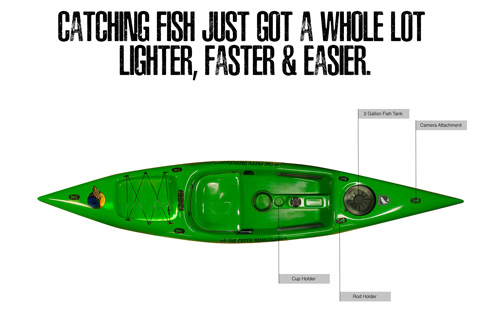 CATCHING FISH JUST GOT A WHOLE LOT
LIGHTER, FASTER & EASIER.
2 Gallon Fish Tank
Camera Attachment
Cup Holder
Rod Holder